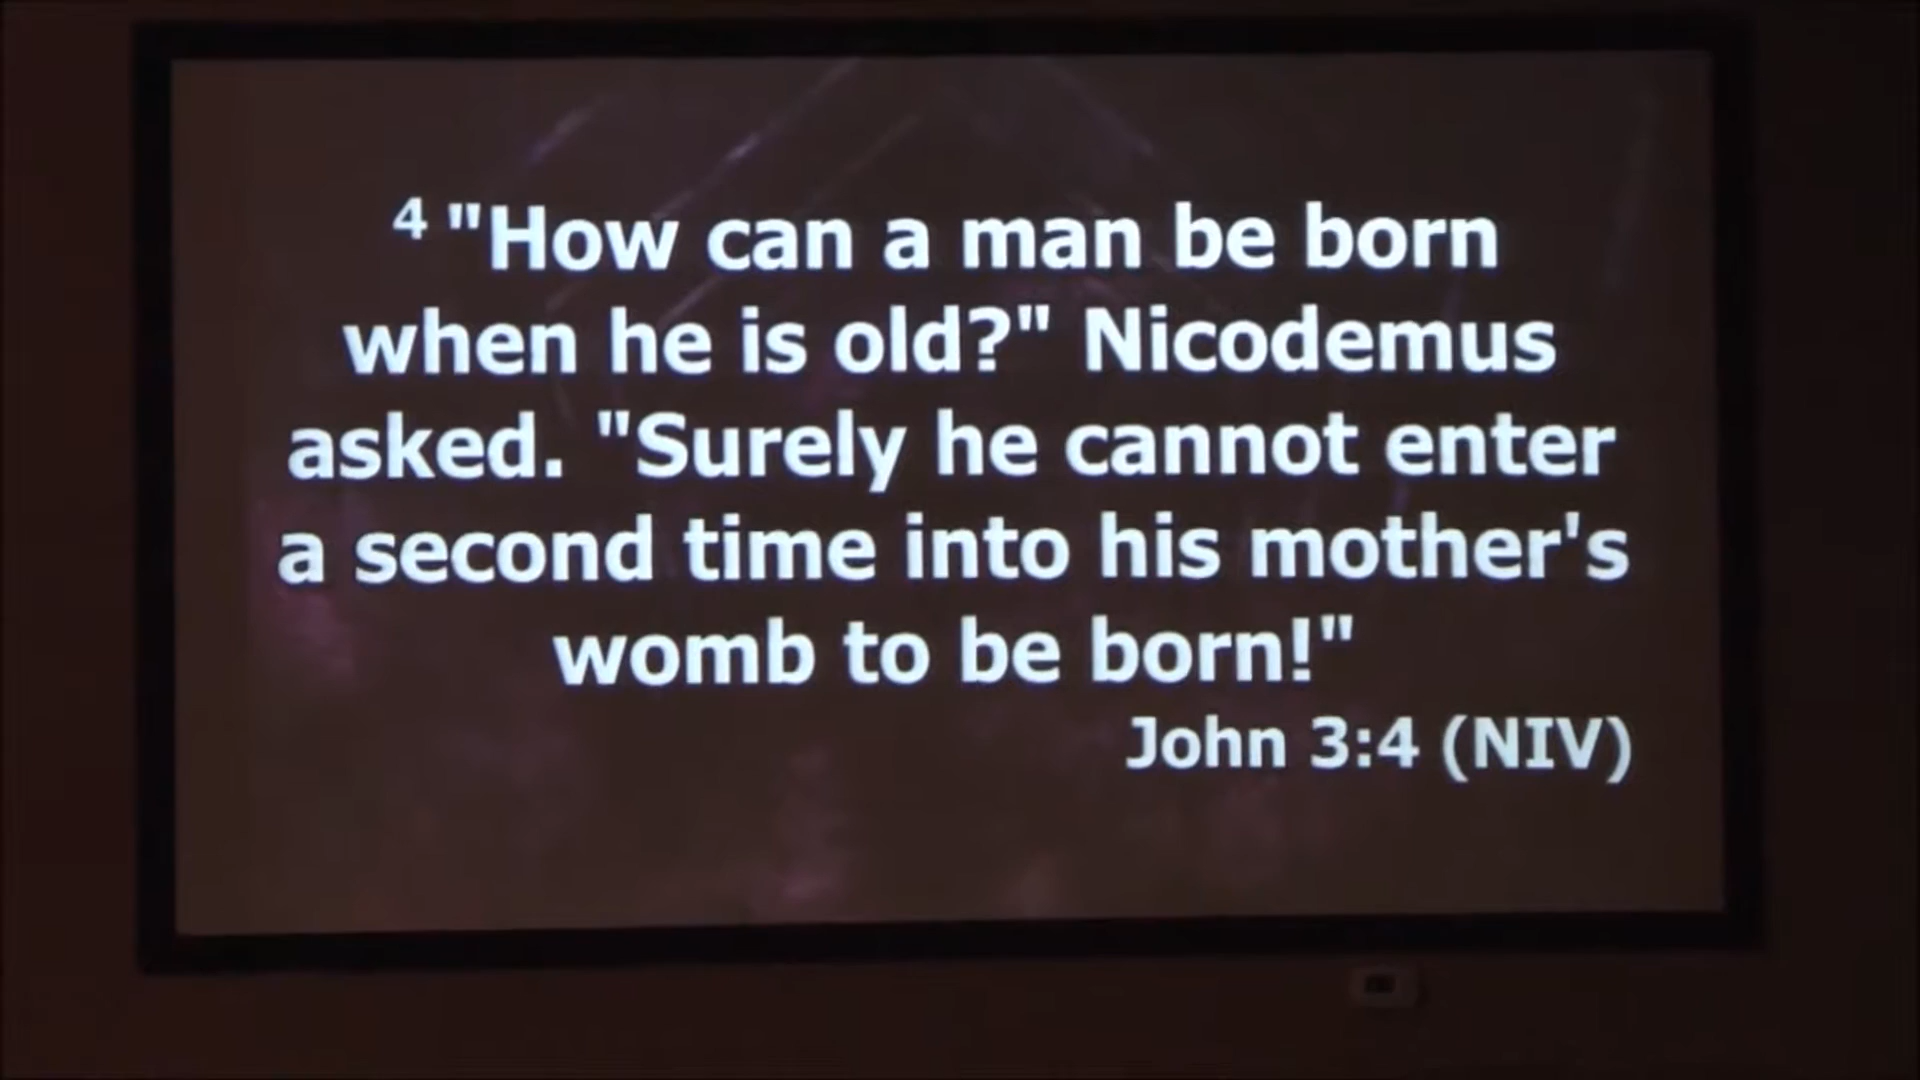 4 "How can a man be born
when he is old?" Nicodemus
asked. "Surely he cannot enter
a second time into his mother's
womb to be born!"
John 3:4 (NIV)